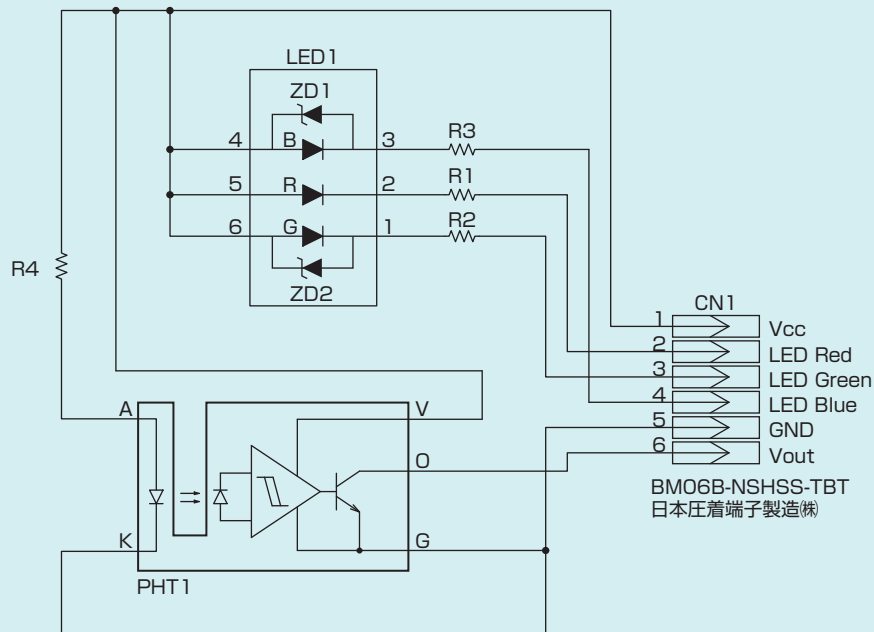 LED1
ZD1
4 B 3 R3
5 R 2 R1
6 G 1 R2
ZD2
R4
CN1
1 Vcc
2 LED Red
3 LED Green
4 LED Blue
5 GND
6 Vout
BM06B-NSHSS-TBT
日本圧着端子製造㈱
A V
O
K G
PHT1